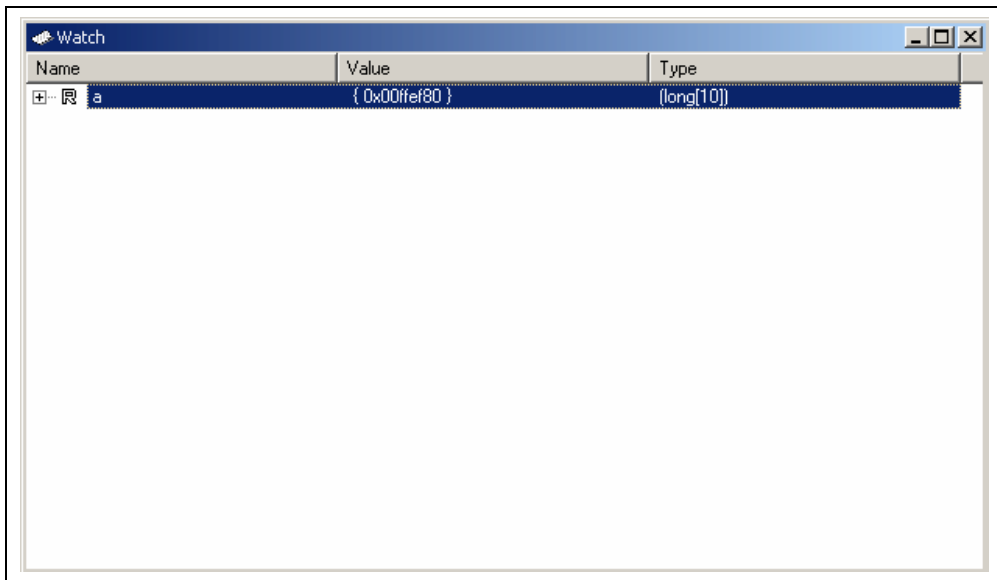 Watch
Name Value Type
R a { 0x00ffef80 } (long[10])